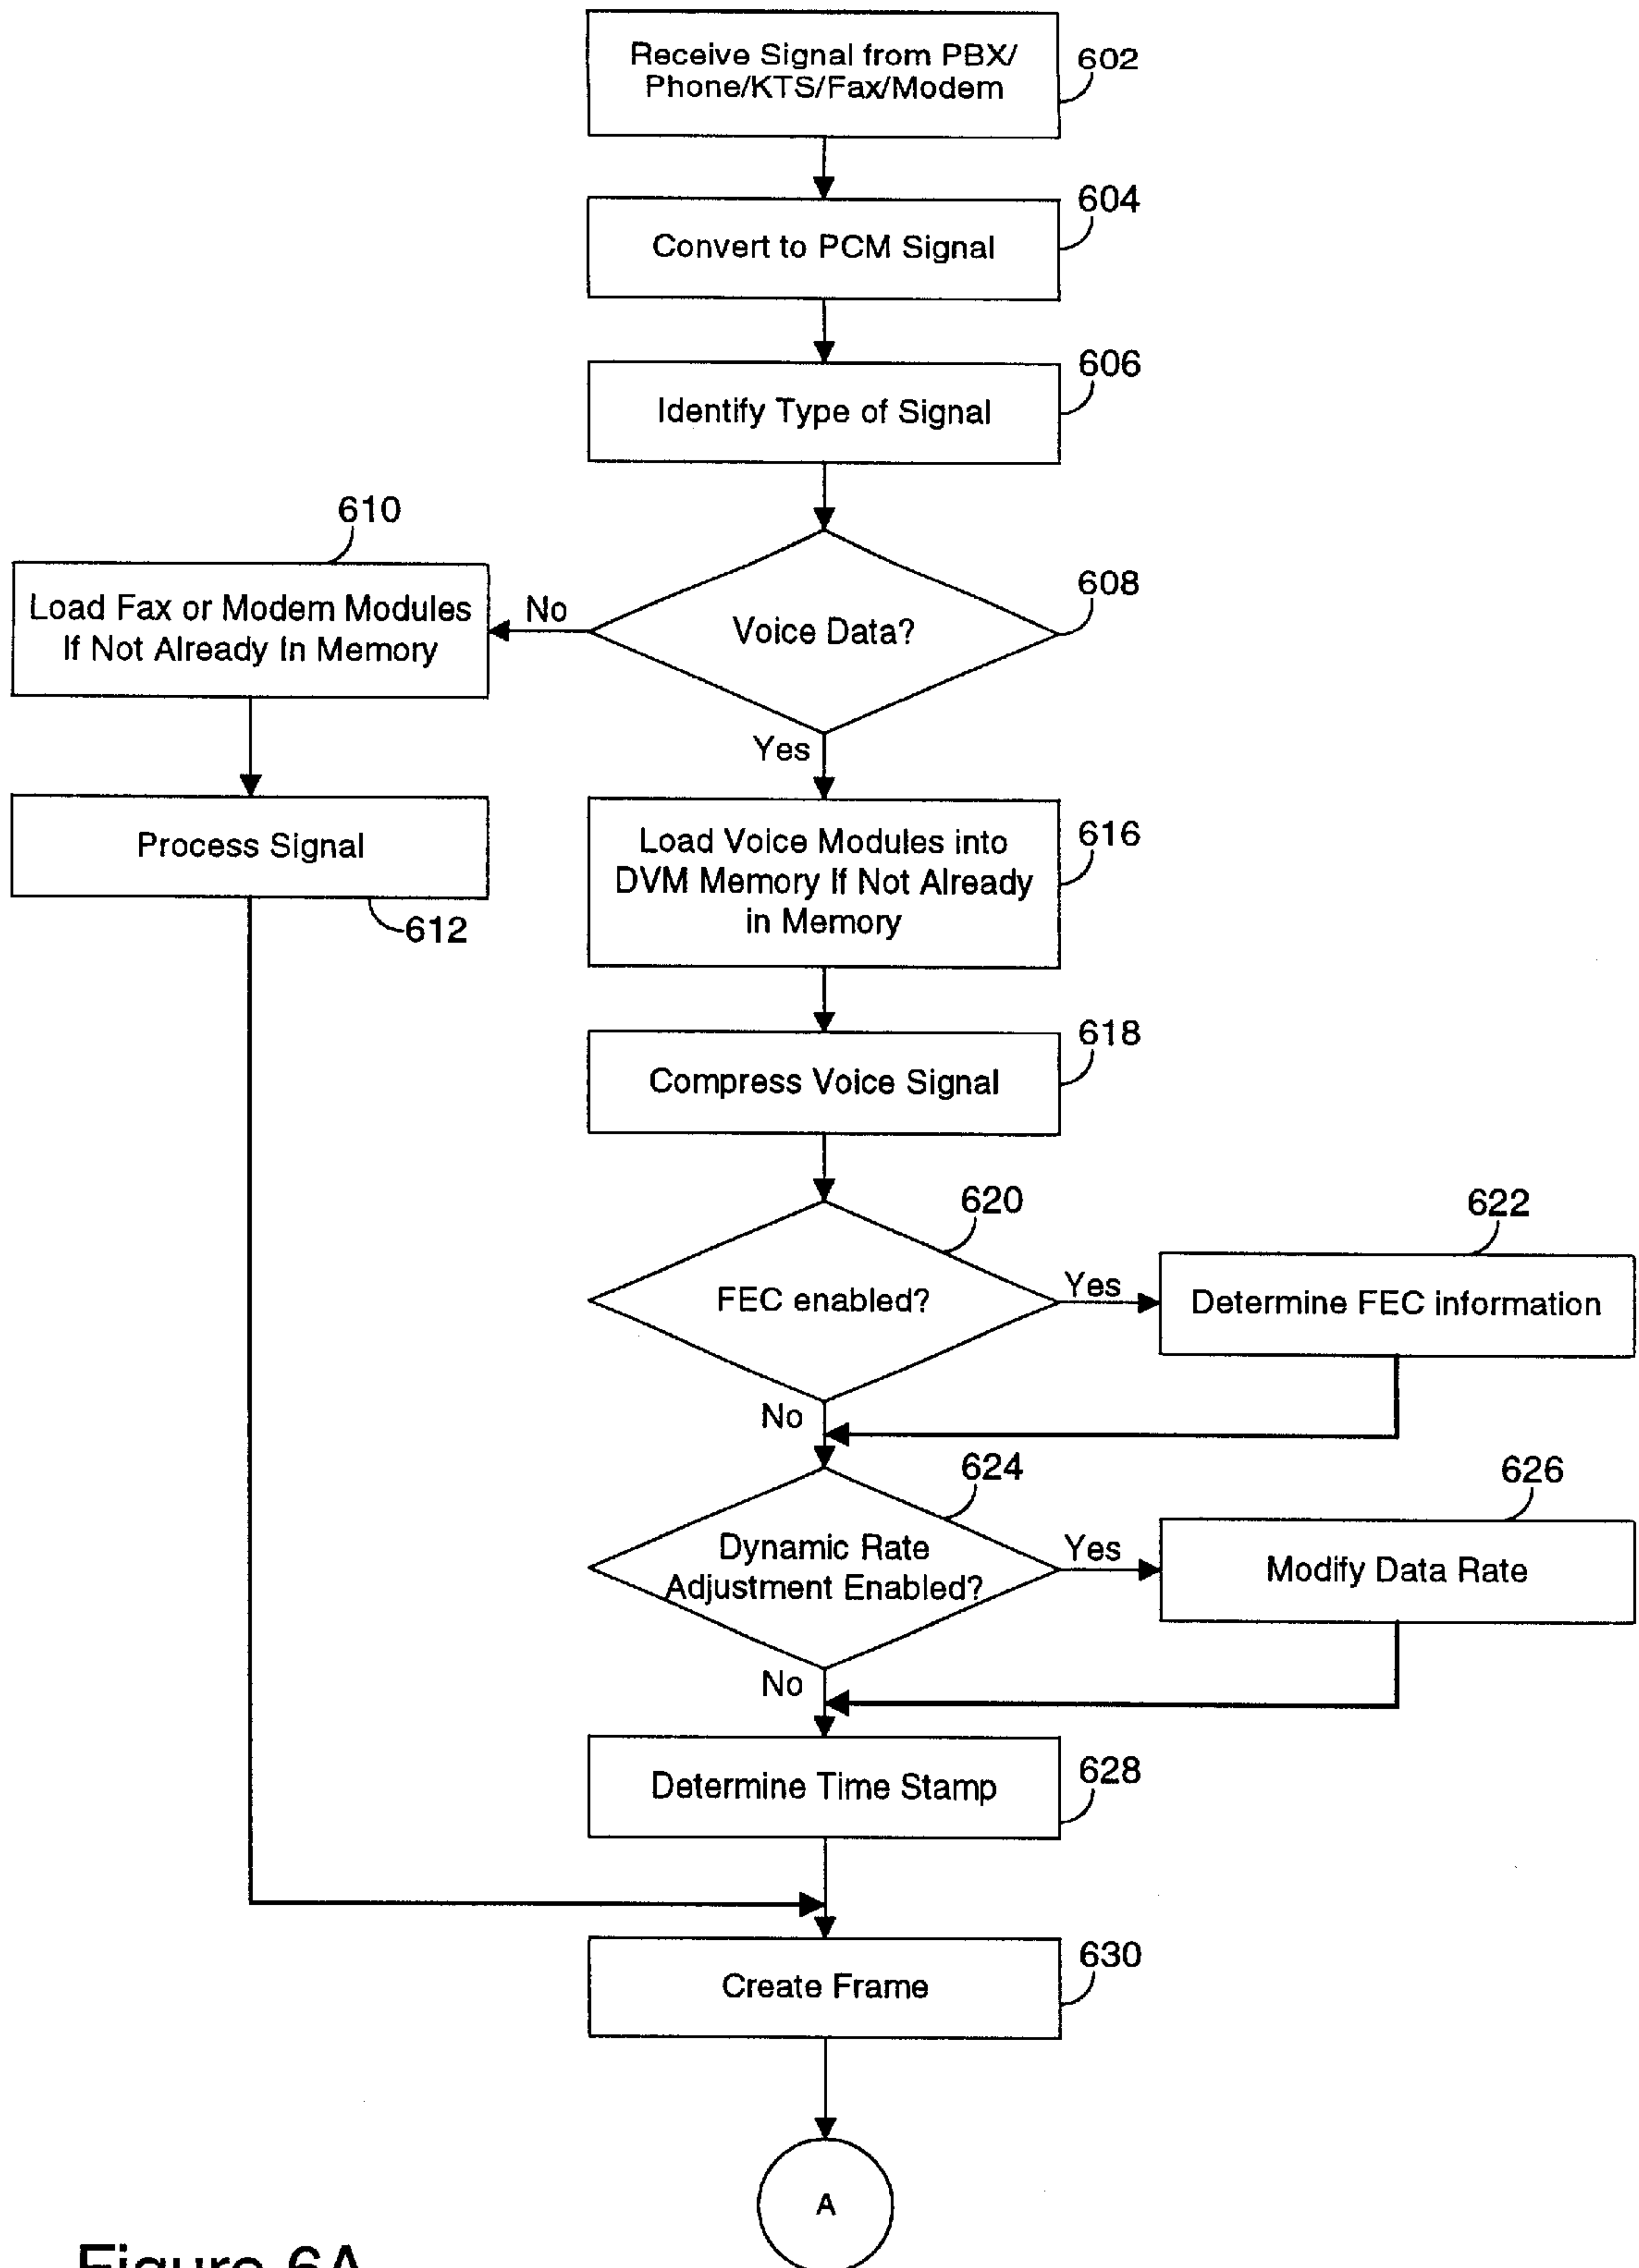 Receive Signal from PBX/
Phone/KTS/Fax/Modem
602
Convert to PCM Signal
604
Identify Type of Signal
606
Voice Data?
608
No
610
Load Fax or Modem Modules
If Not Already In Memory
Process Signal
612
Yes
Load Voice Modules into
DVM Memory If Not Already
in Memory
616
Compress Voice Signal
618
FEC enabled?
620
Yes
622
Determine FEC information
No
Dynamic Rate
Adjustment Enabled?
624
Yes
626
Modify Data Rate
No
Determine Time Stamp
628
Create Frame
630
A
Figure 6A